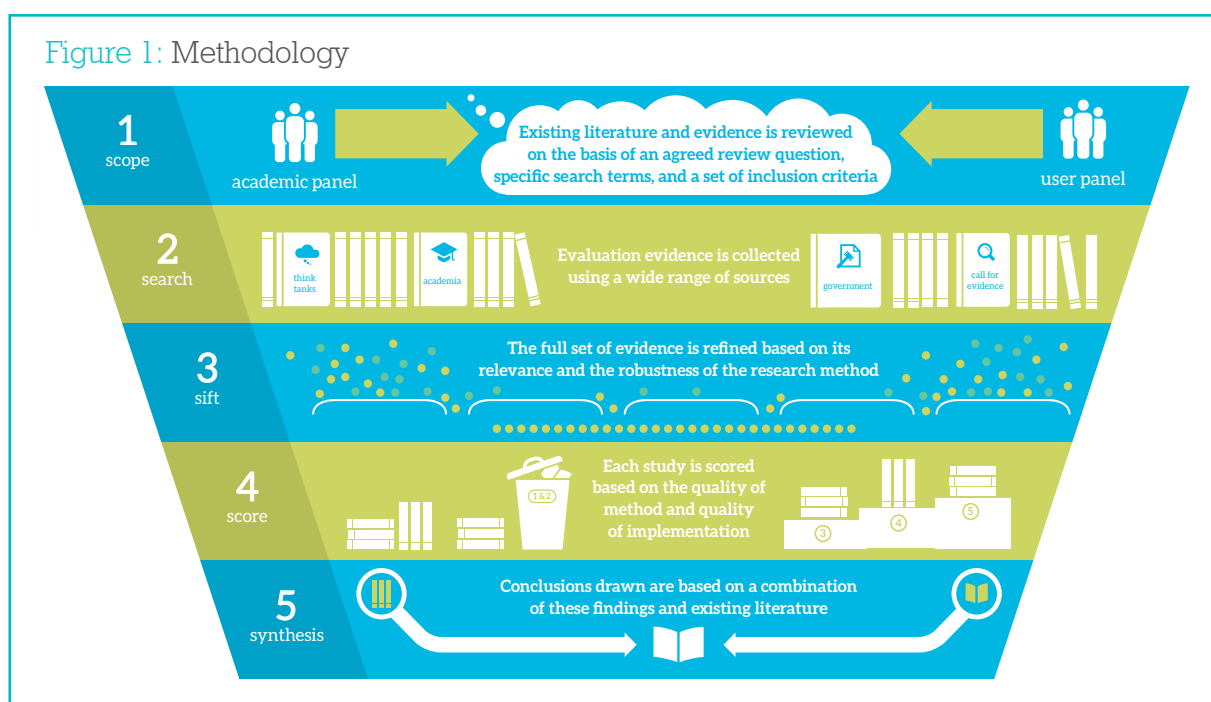 Figure 1: Methodology
1
scope
academic panel
Existing literature and evidence is reviewed
on the basis of an agreed review question,
specific search terms, and a set of inclusion criteria
user panel
2
search
think
tanks
academia
Evaluation evidence is collected
using a wide range of sources
government
call for
evidence
3
sift
The full set of evidence is refined based on its
relevance and the robustness of the research method
4
score
1 & 2
Each study is scored
based on the quality of
method and quality
of implementation
3
4
5
5
synthesis
Conclusions drawn are based on a combination
of these findings and existing literature